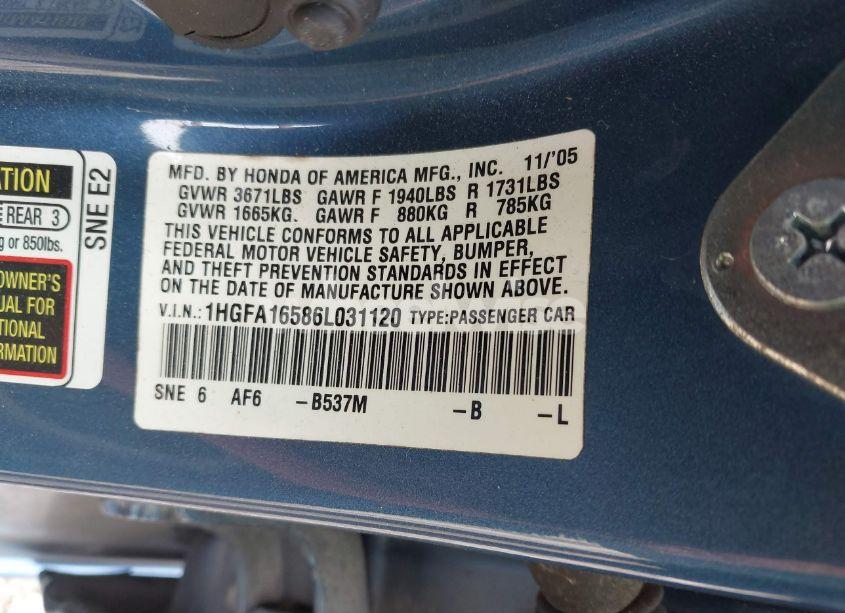 MFD. BY HONDA OF AMERICA MFG., INC. 11/'05
GVWR 3671LBS GAWR F 1940LBS R 1731LBS
GVWR 1665KG. GAWR F 880KG R 785KG
THIS VEHICLE CONFORMS TO ALL APPLICABLE
FEDERAL MOTOR VEHICLE SAFETY, BUMPER,
AND THEFT PREVENTION STANDARDS IN EFFECT
ON THE DATE OF MANUFACTURE SHOWN ABOVE.
V.I.N.: 1HGFA16586L031120 TYPE:PASSENGER CAR
SNE 6 AF6 -B537M -B -L
ATION
REAR 3
g or 850lbs.
OWNER'S
UAL FOR
TIONAL
ORMATION
SNE E2